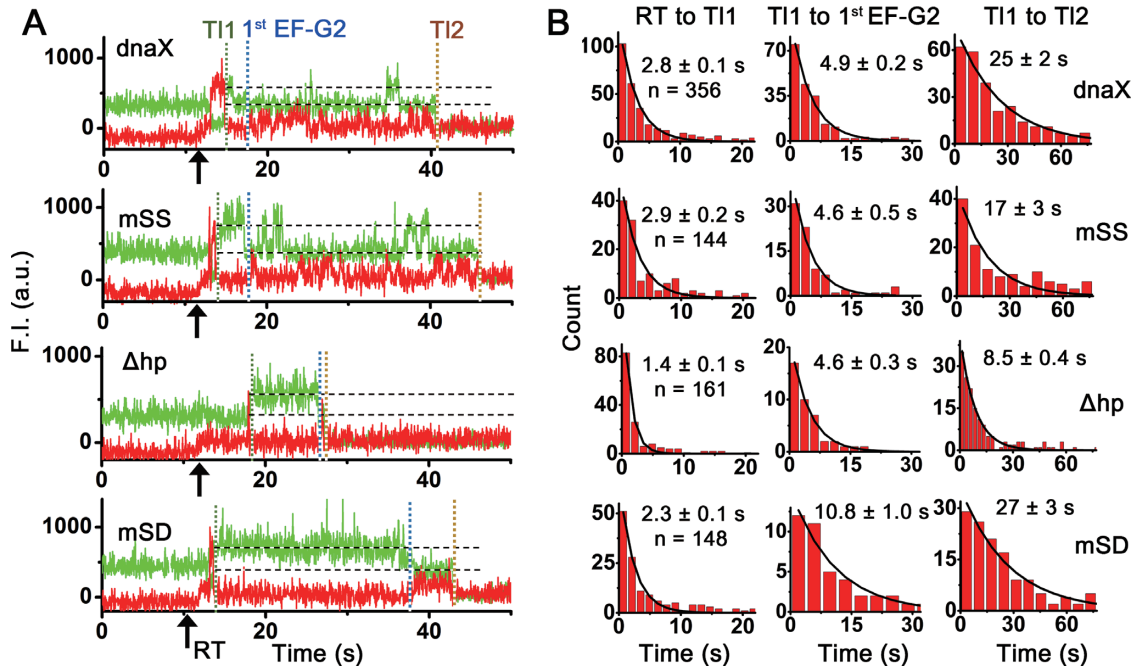 A
TI1 1st EF-G2 TI2
dnaX
1000
0
0 20 40
mSS
1000
0
0 20 40
Δhp
1000
0
0 20 40
mSD
1000
0
0 20 40
RT
Time (s)
F.I. (a.u.)
B
RT to TI1 TI1 to 1st EF-G2 TI1 to TI2
100
50
0
0 10 20
2.8 ± 0.1 s
n = 356
75
50
25
0
0 15 30
4.9 ± 0.2 s
60
40
20
0
0 30 60
25 ± 2 s
dnaX
40
20
0
0 10 20
2.9 ± 0.2 s
n = 144
30
20
10
0
0 15 30
4.6 ± 0.5 s
40
20
0
0 30 60
17 ± 3 s
mSS
80
40
0
0 10 20
1.4 ± 0.1 s
n = 161
20
10
0
0 15 30
4.6 ± 0.3 s
30
15
0
0 30 60
8.5 ± 0.4 s
Δhp
50
25
0
0 10 20
2.3 ± 0.1 s
n = 148
10
5
0
0 15 30
10.8 ± 1.0 s
30
15
0
0 30 60
27 ± 3 s
mSD
Count
Time (s) Time (s) Time (s)